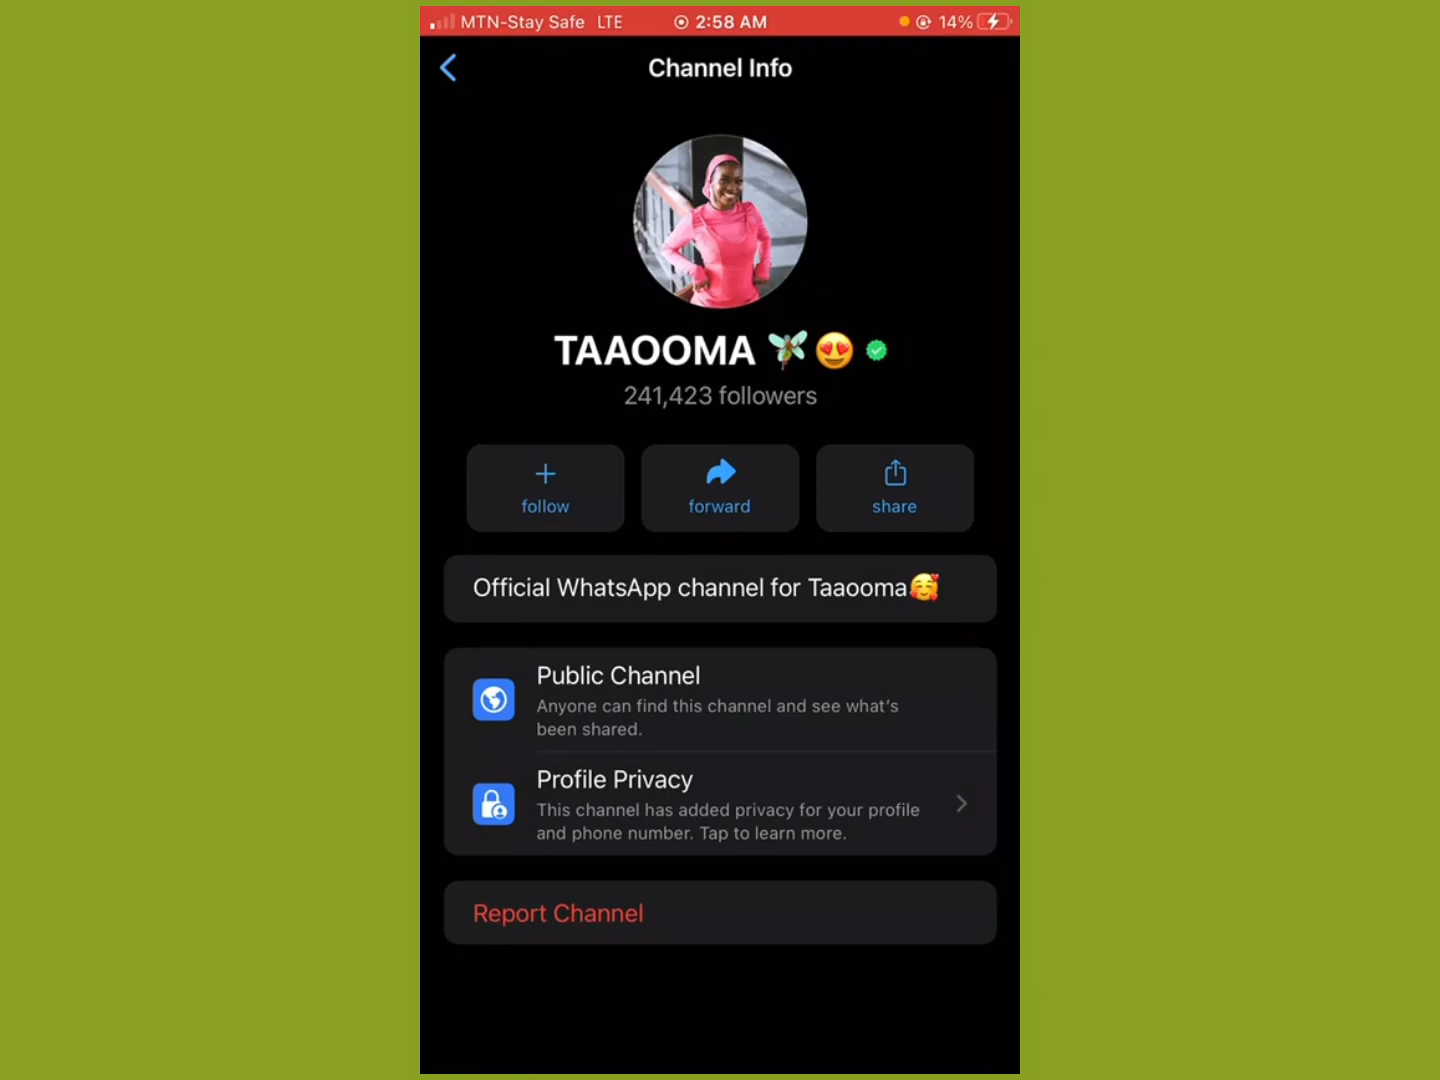 MTN-Stay Safe LTE 2:58 AM 14%
Channel Info
TAAOOMA
241,423 followers
follow forward share
Official WhatsApp channel for Taaooma🥰
Public Channel
Anyone can find this channel and see what's
been shared.
Profile Privacy
This channel has added privacy for your profile
and phone number. Tap to learn more.
Report Channel